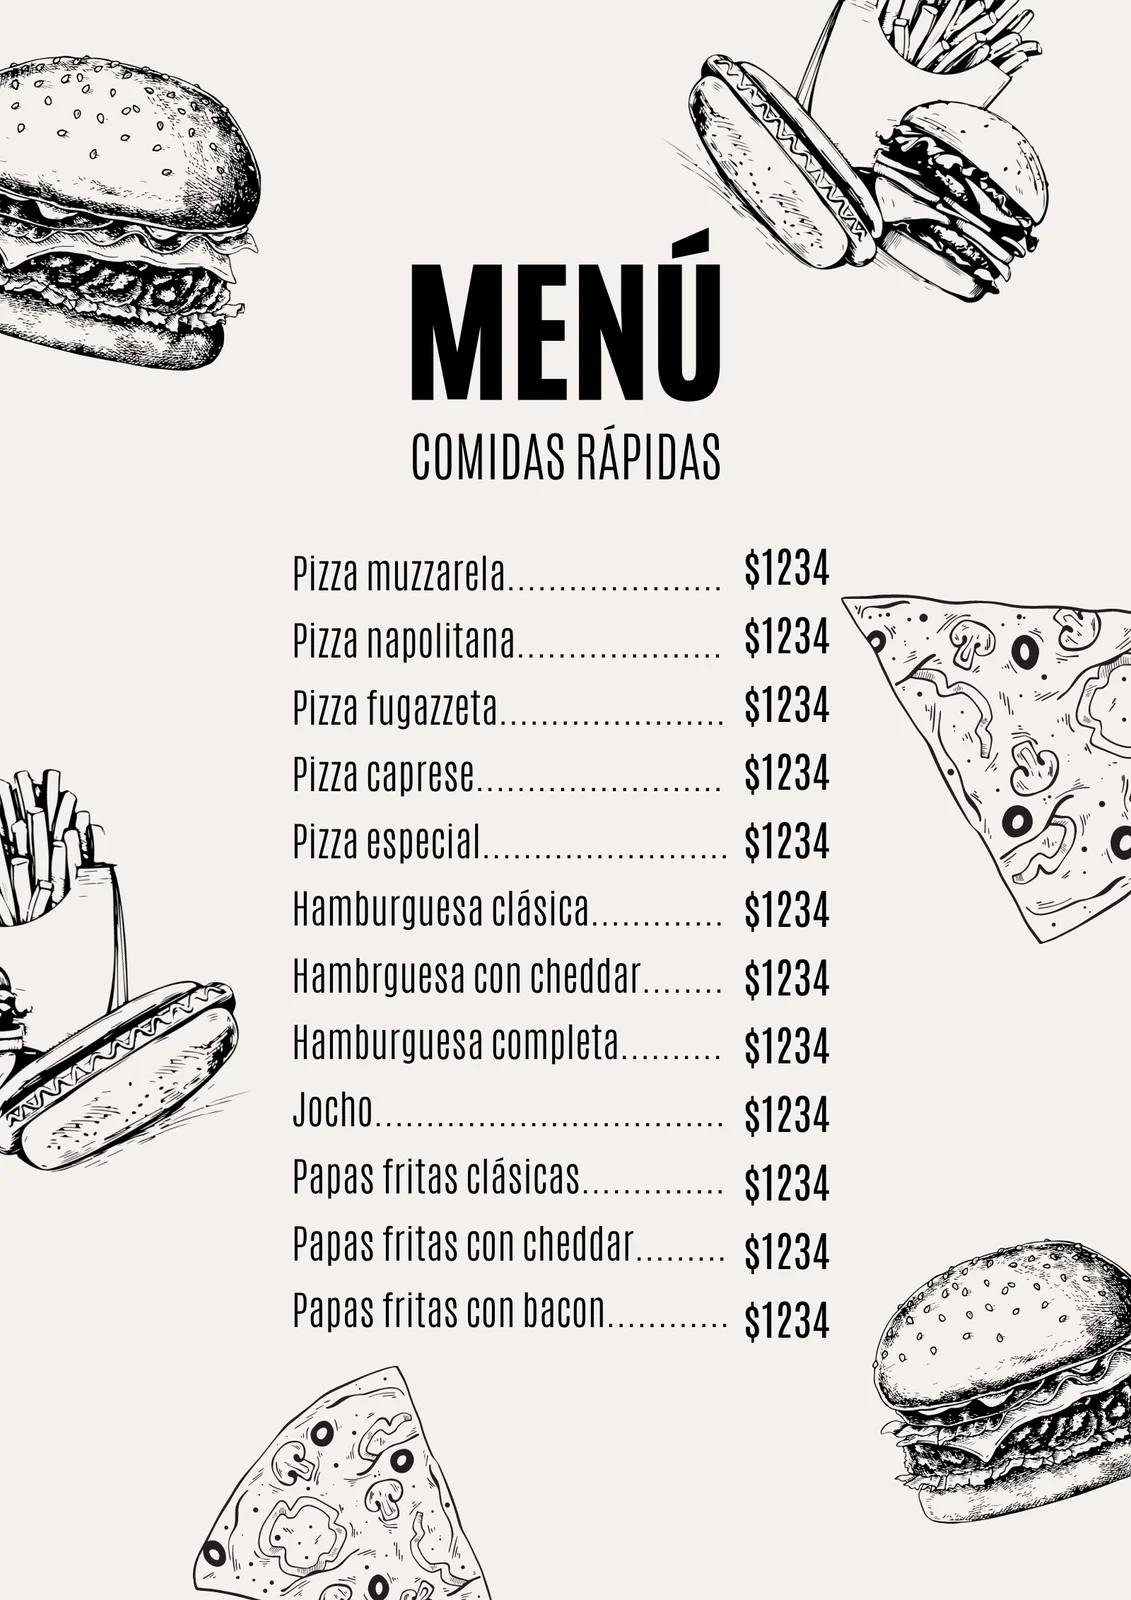 MENÚ
COMIDAS RÁPIDAS
Pizza muzzarela..................... $1234
Pizza napolitana.................... $1234
Pizza fugazzeta...................... $1234
Pizza caprese........................ $1234
Pizza especial........................ $1234
Hamburguesa clásica............. $1234
Hambrguesa con cheddar........ $1234
Hamburguesa completa.......... $1234
Jocho.................................. $1234
Papas fritas clásicas.............. $1234
Papas fritas con cheddar......... $1234
Papas fritas con bacon............ $1234